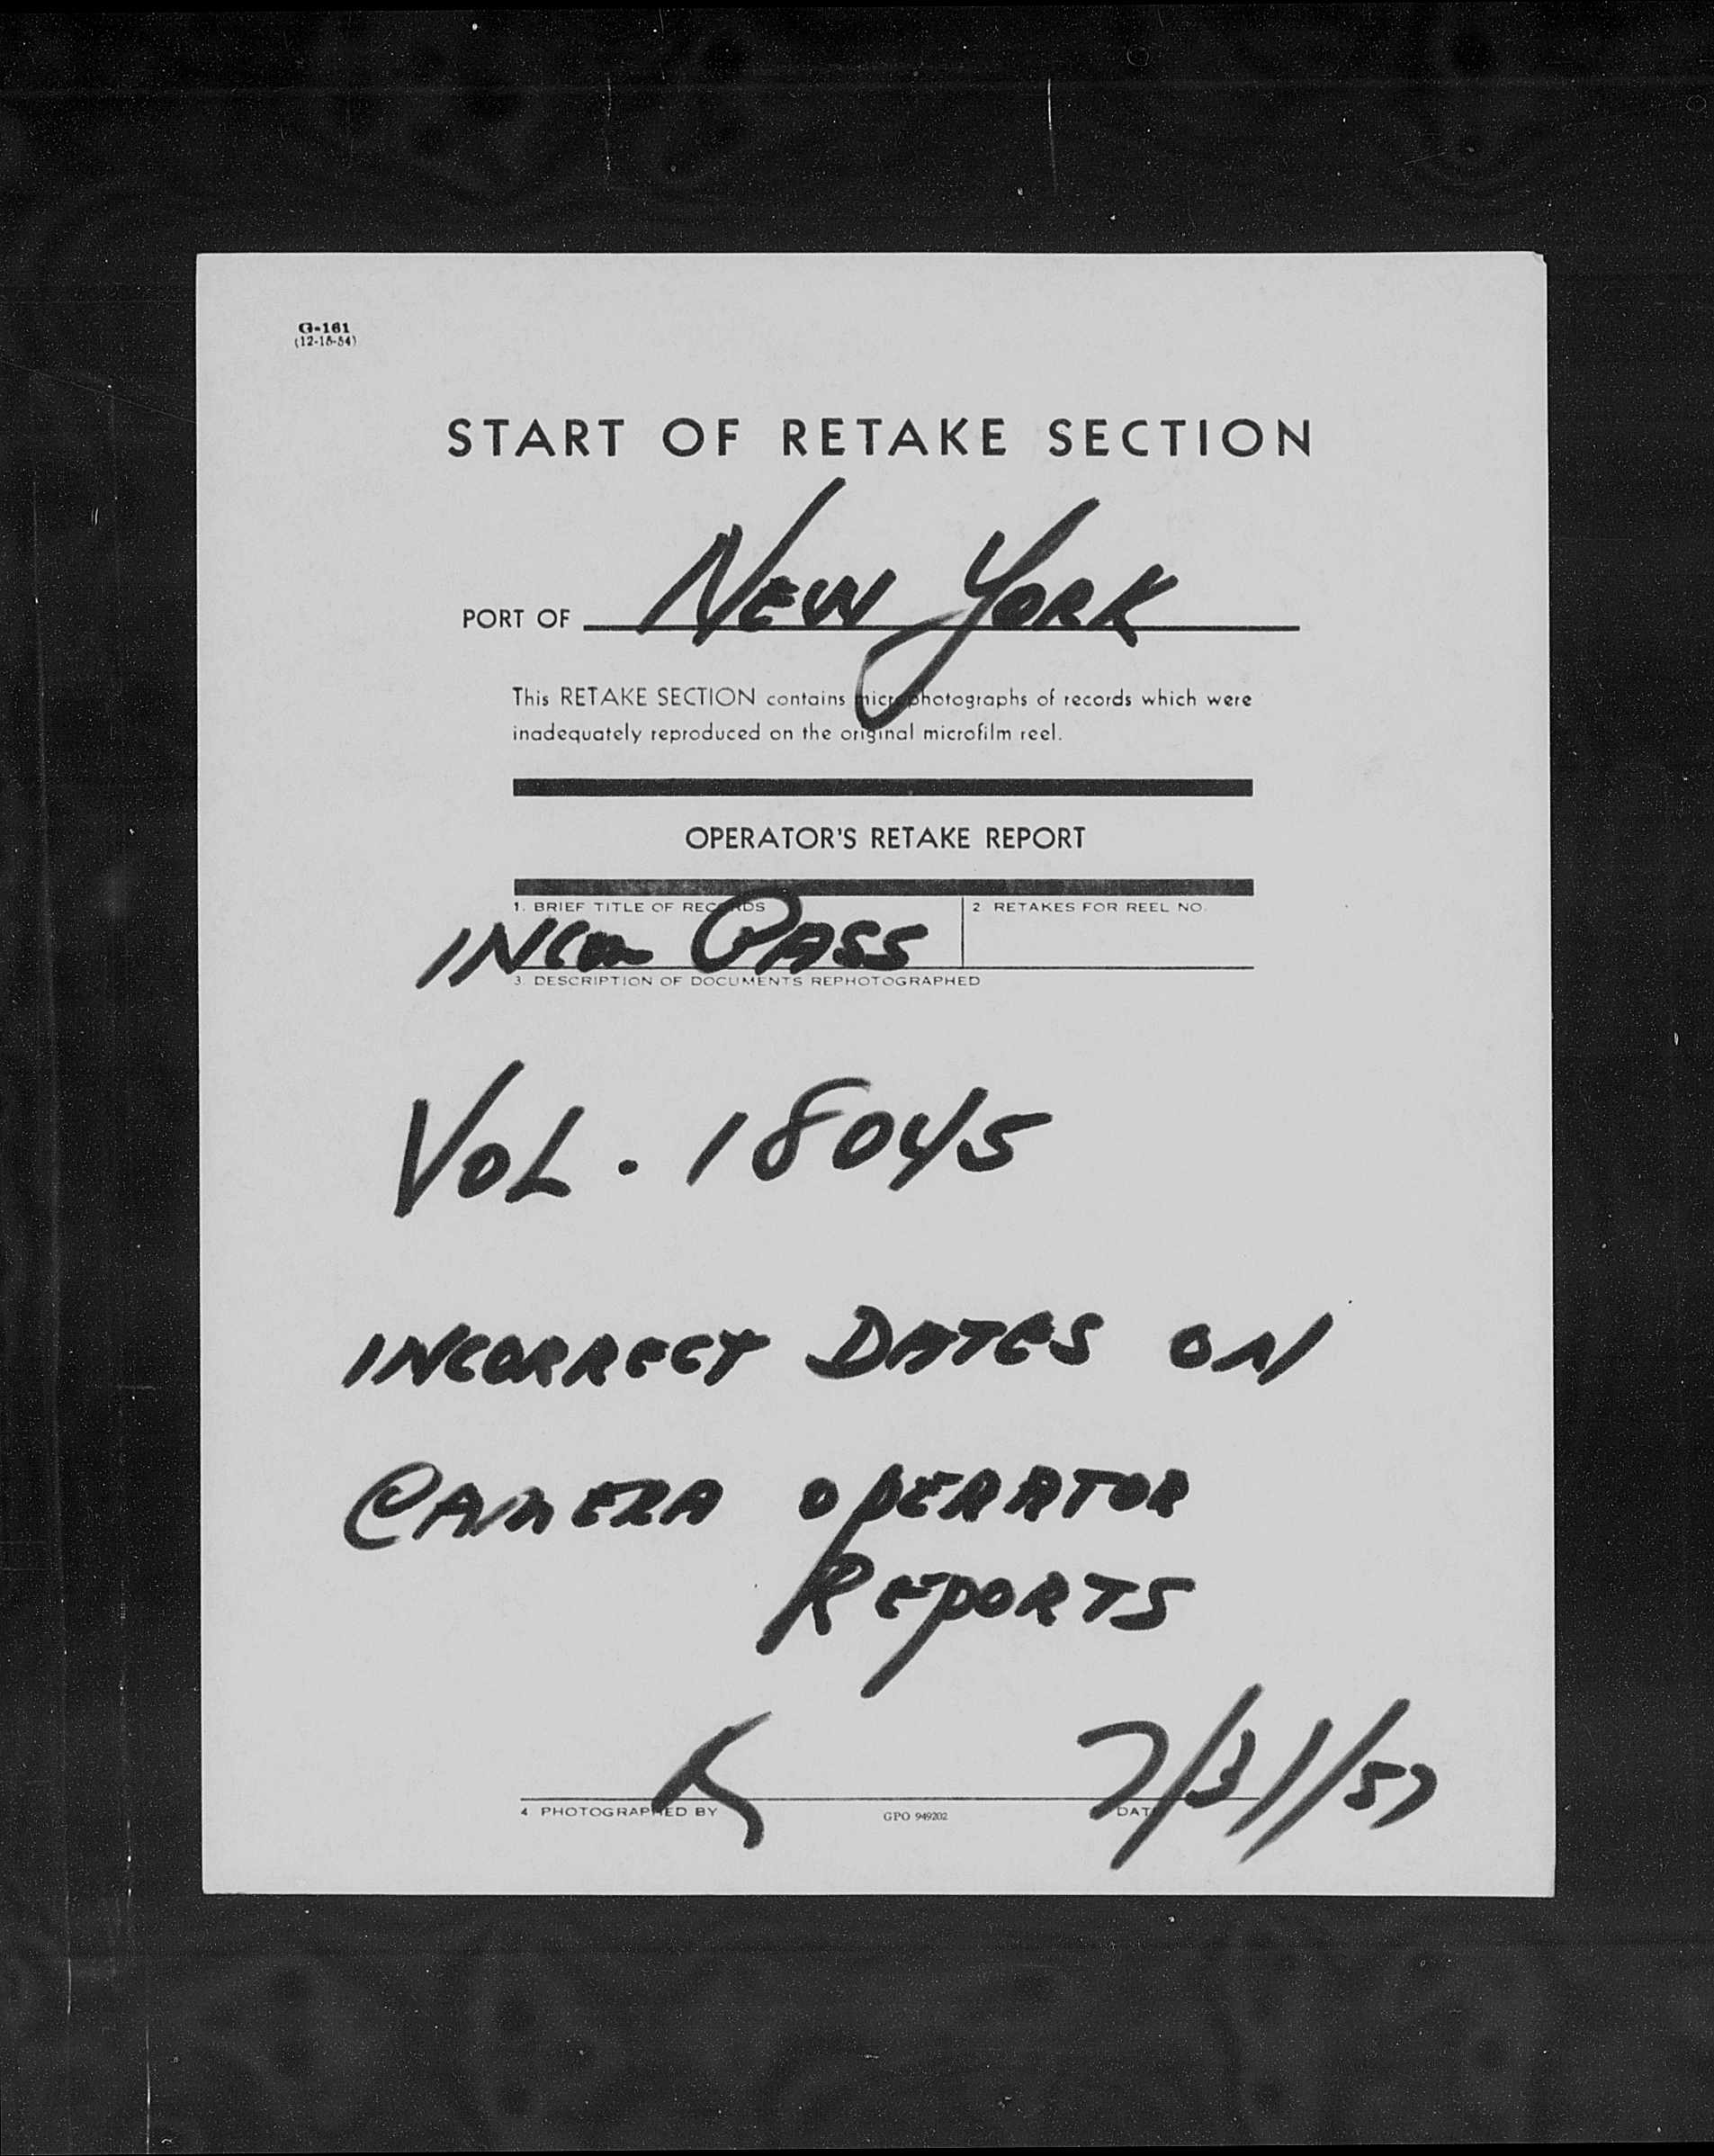 G-161
(12-15-54)
START OF RETAKE SECTION
PORT OF NEW YORK
This RETAKE SECTION contains microphotographs of records which were
inadequately reproduced on the original microfilm reel.
OPERATOR'S RETAKE REPORT
1. BRIEF TITLE OF RECORDS 2 RETAKES FOR REEL NO.
INCOM PASS
3. DESCRIPTION OF DOCUMENTS REPHOTOGRAPHED
VOL. 18045
INCORRECT DATES ON
CAMERA OPERATOR
REPORTS
7/31/57
4 PHOTOGRAPHED BY GPO 949202 DATE